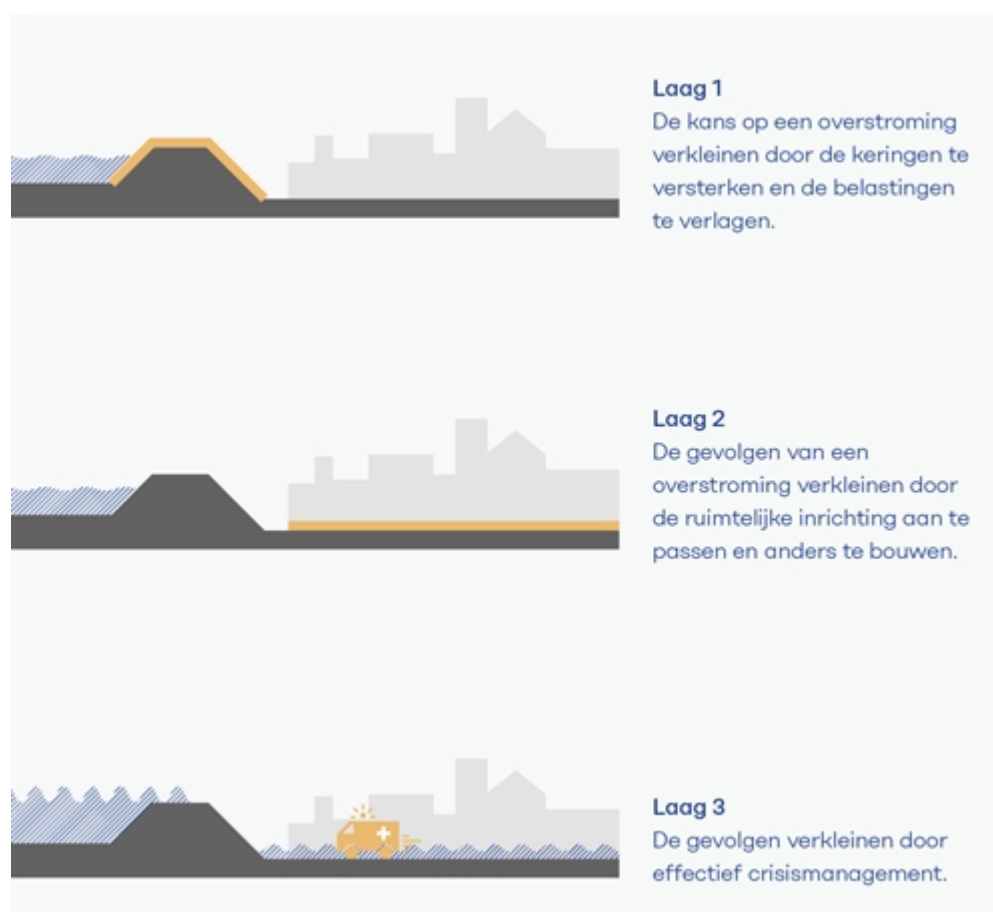 Laag 1
De kans op een overstroming
verkleinen door de keringen te
versterken en de belastingen
te verlagen.
Laag 2
De gevolgen van een
overstroming verkleinen door
de ruimtelijke inrichting aan te
passen en anders te bouwen.
Laag 3
De gevolgen verkleinen door
effectief crisismanagement.